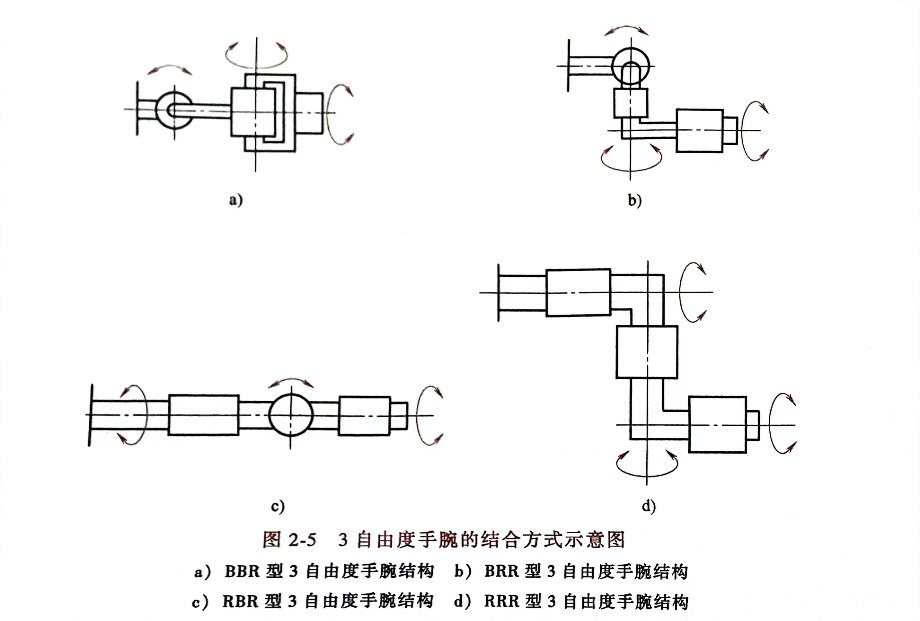 a)
b)
c)
d)
图 2-5 3 自由度手腕的结合方式示意图
a) BBR 型 3 自由度手腕结构 b) BRR 型 3 自由度手腕结构
c) RBR 型 3 自由度手腕结构 d) RRR 型 3 自由度手腕结构